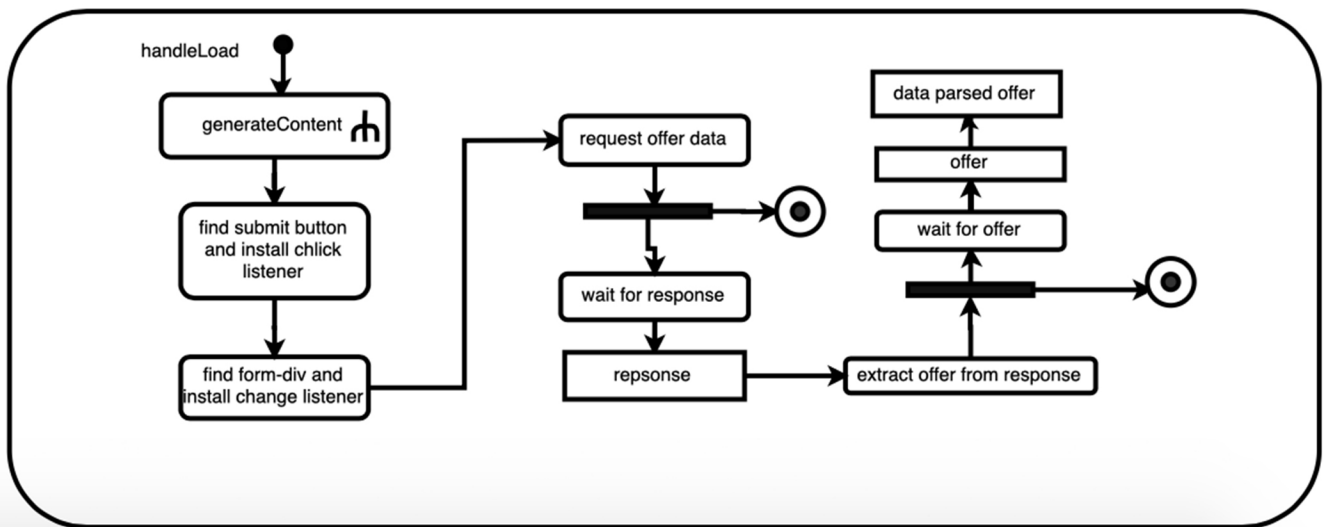 handleLoad
generateContent
find submit button
and install chlick
listener
find form-div and
install change listener
request offer data
wait for response
repsonse
extract offer from response
wait for offer
offer
data parsed offer